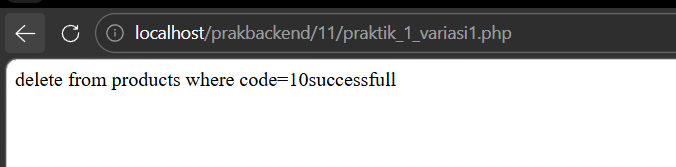 localhost/prakbackend/11/praktik_1_variasi1.php
delete from products where code=10successfull